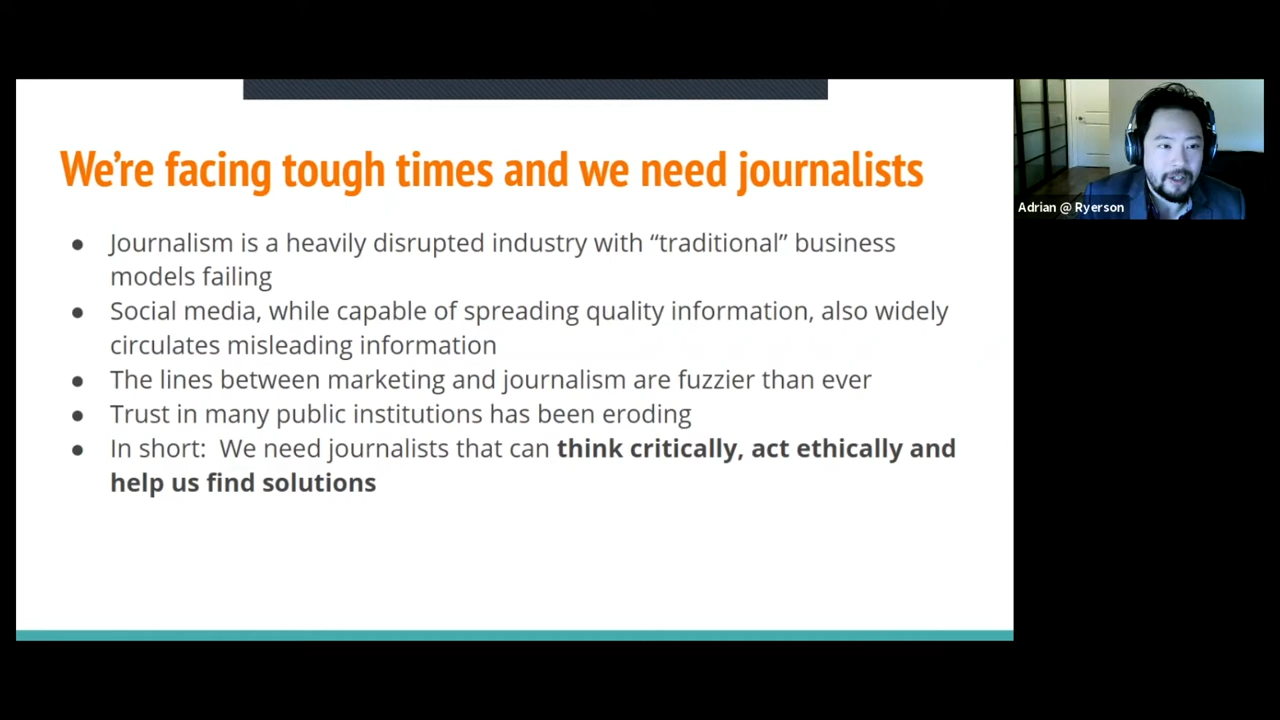 We’re facing tough times and we need journalists
● Journalism is a heavily disrupted industry with “traditional” business
models failing
● Social media, while capable of spreading quality information, also widely
circulates misleading information
● The lines between marketing and journalism are fuzzier than ever
● Trust in many public institutions has been eroding
● In short:  We need journalists that can think critically, act ethically and
help us find solutions
Adrian @ Ryerson